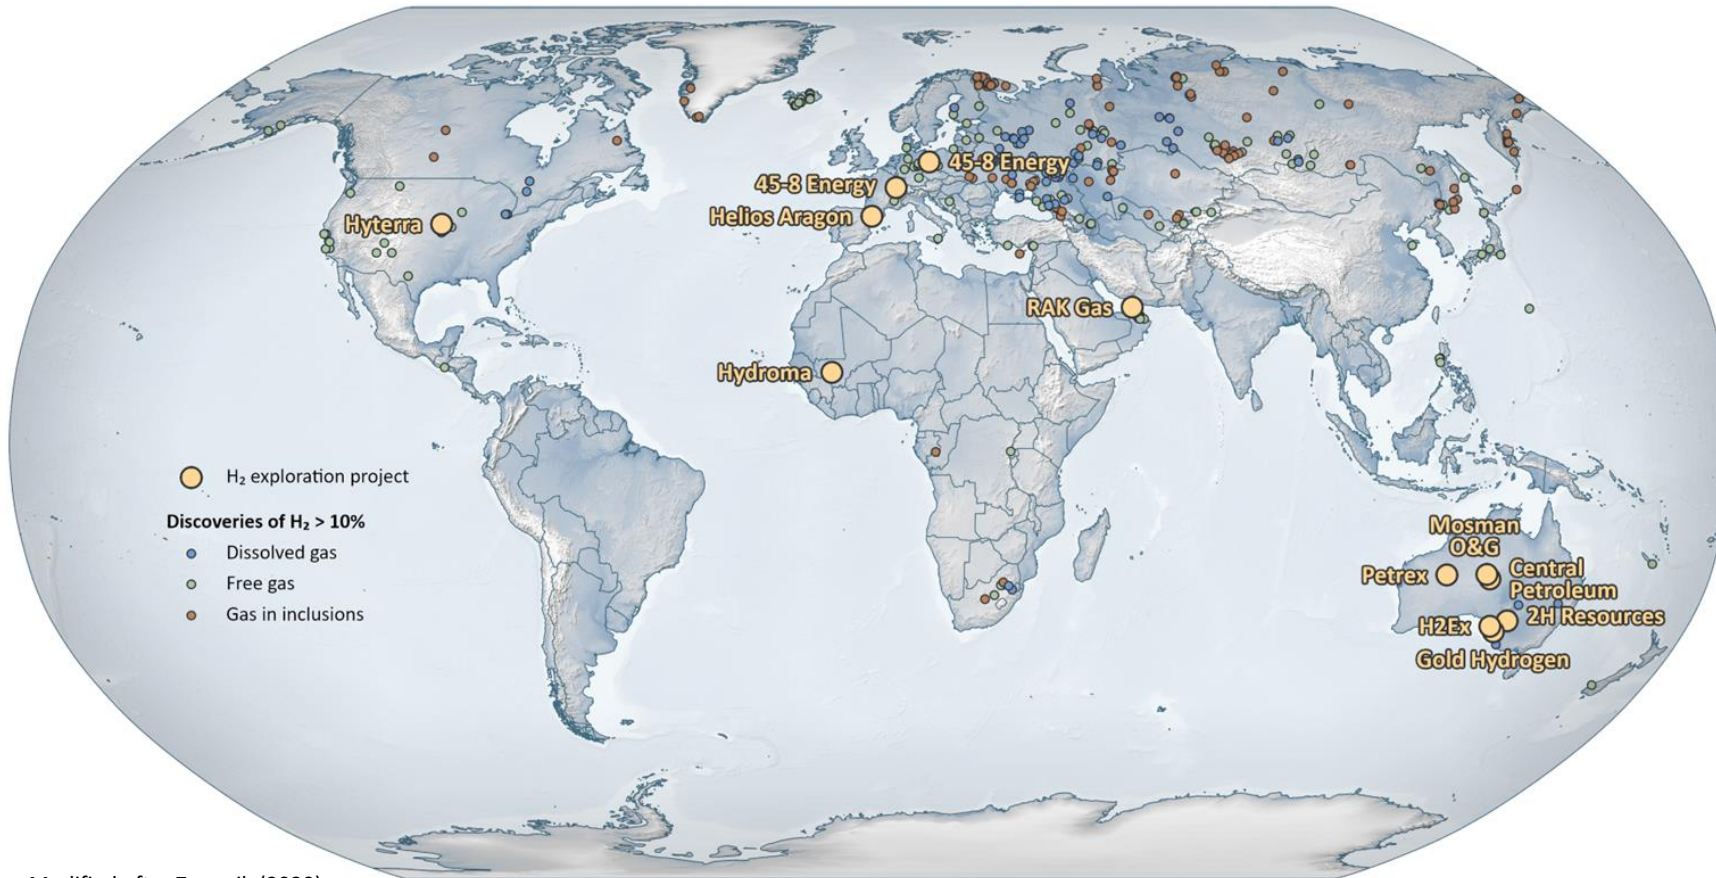 45-8 Energy
45-8 Energy
Helios Aragon
Hyterra
RAK Gas
Hydroma
H₂ exploration project
Discoveries of H₂ > 10%
Dissolved gas
Free gas
Gas in inclusions
Mosman
O&G
Petrex
Central
Petroleum
2H Resources
H2Ex
Gold Hydrogen